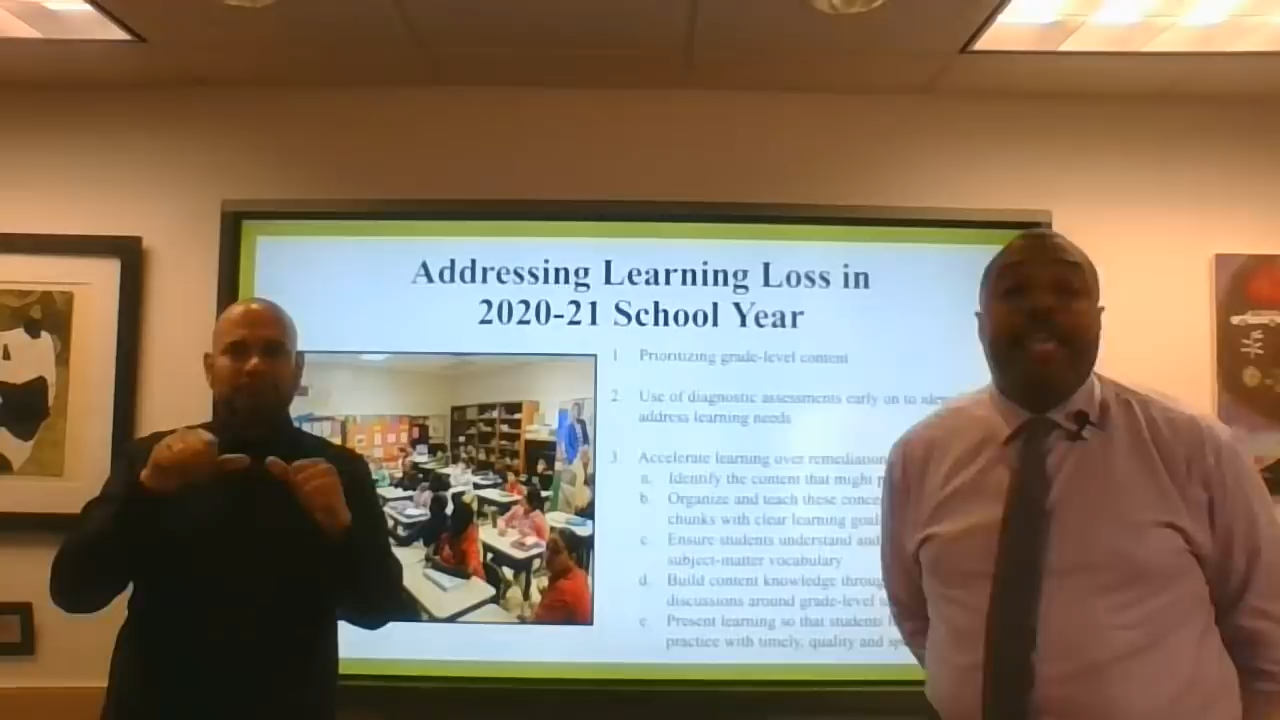 Addressing Learning Loss in
2020-21 School Year
1 Prioritizing grade-level content
2. Use of diagnostic assessments early on to
address learning needs
3. Accelerate learning over remediation
a. Identify the content that might
b. Organize and teach these
chunks with clear learning
c. Ensure students understand and
subject-matter vocabulary
d. Build content knowledge
discussions around grade-level
e. Present learning so that students
practice with timely, quality and